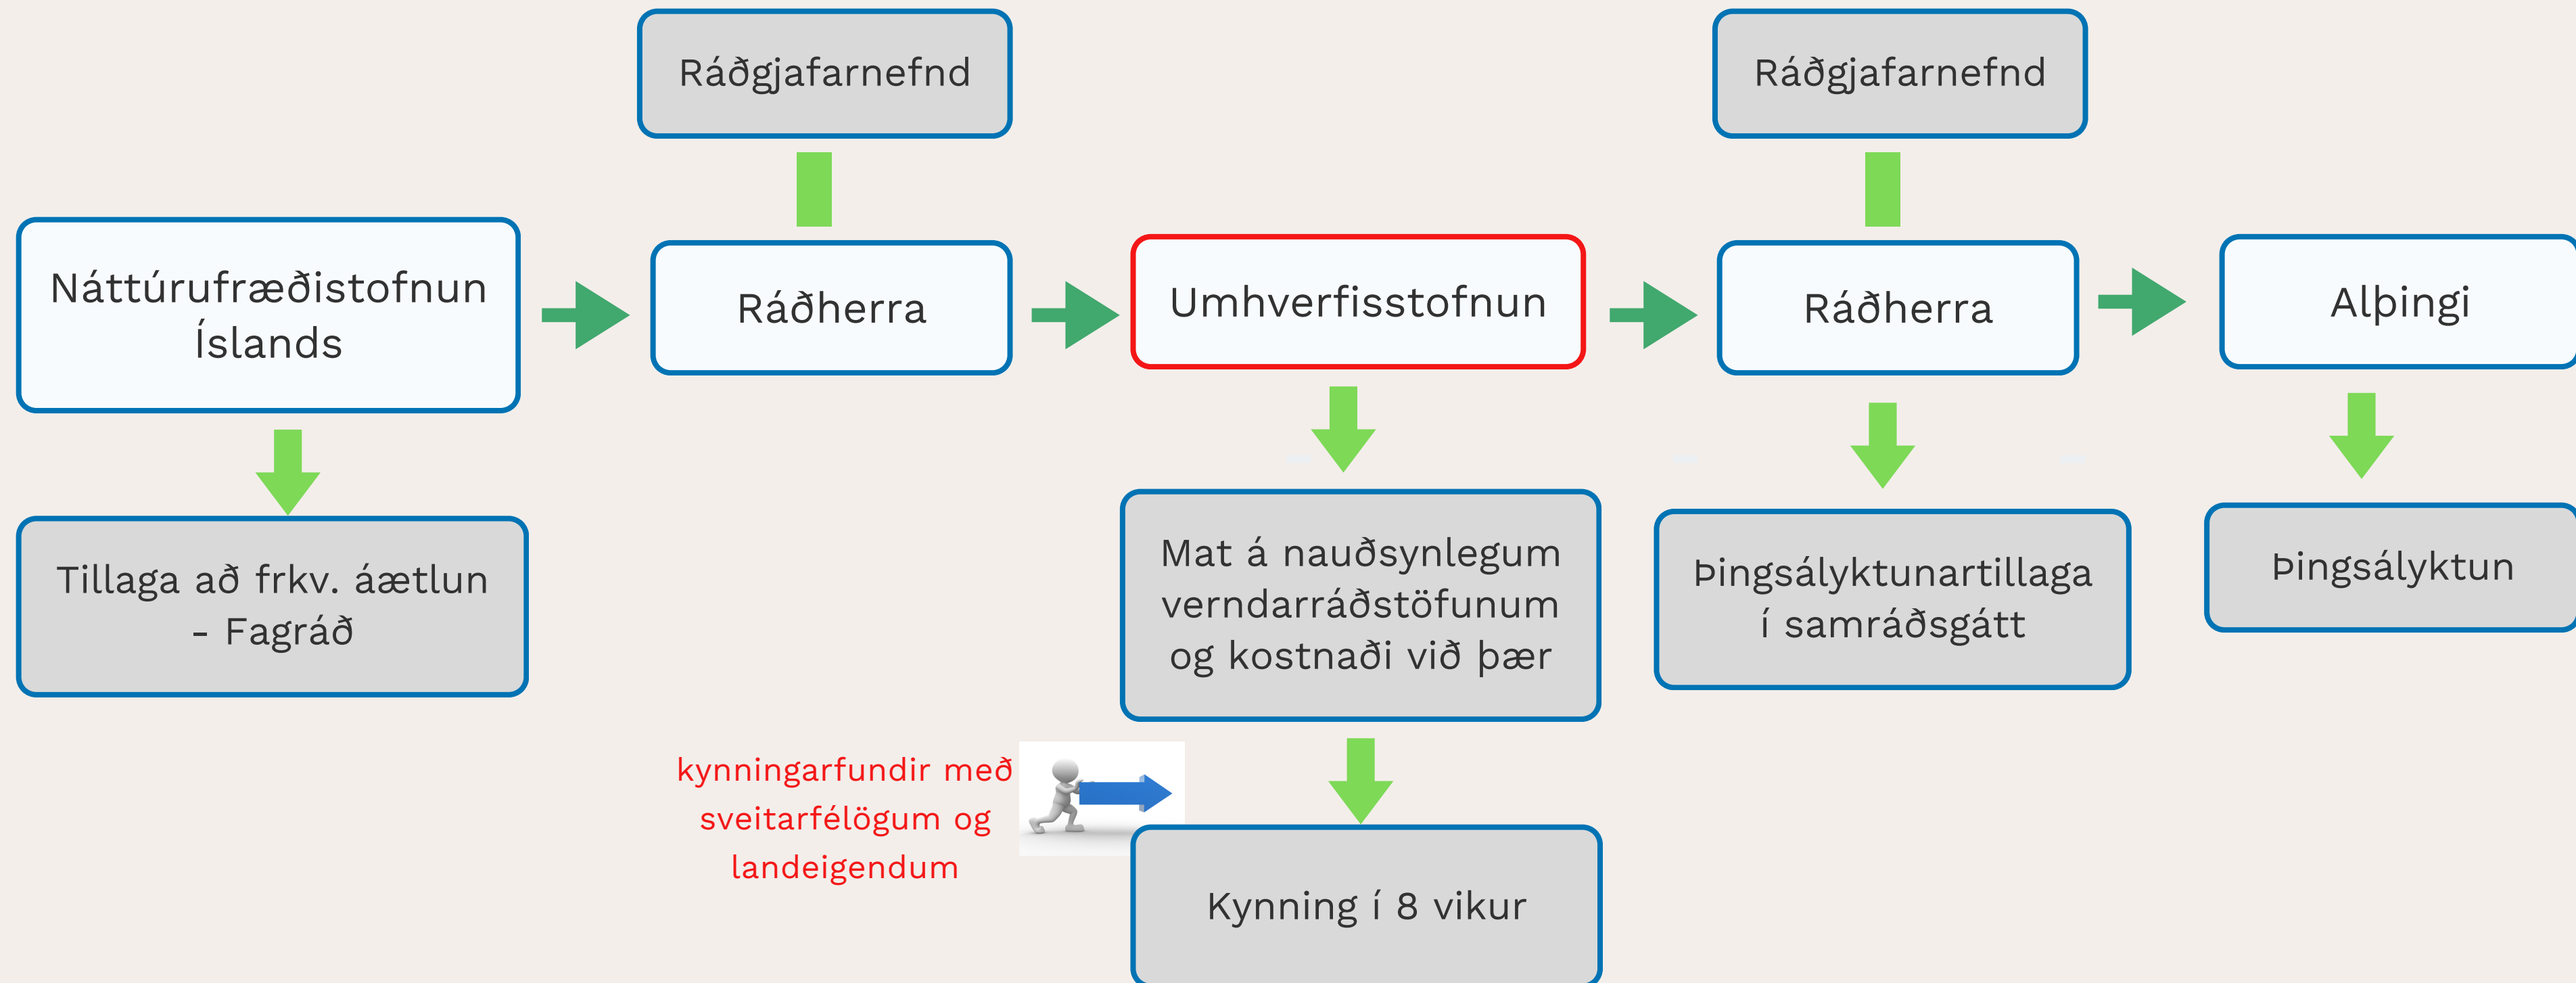 Ráðgjafarnefnd
Ráðgjafarnefnd
Náttúrufræðistofnun
Íslands
Ráðherra
Umhverfisstofnun
Ráðherra
Alþingi
Tillaga að frkv. áætlun
- Fagráð
Mat á nauðsynlegum
verndarráðstöfunum
og kostnaði við þær
Þingsályktunartillaga
í samráðsgátt
Þingsályktun
kynningarfundir með
sveitarfélögum og
landeigendum
Kynning í 8 vikur